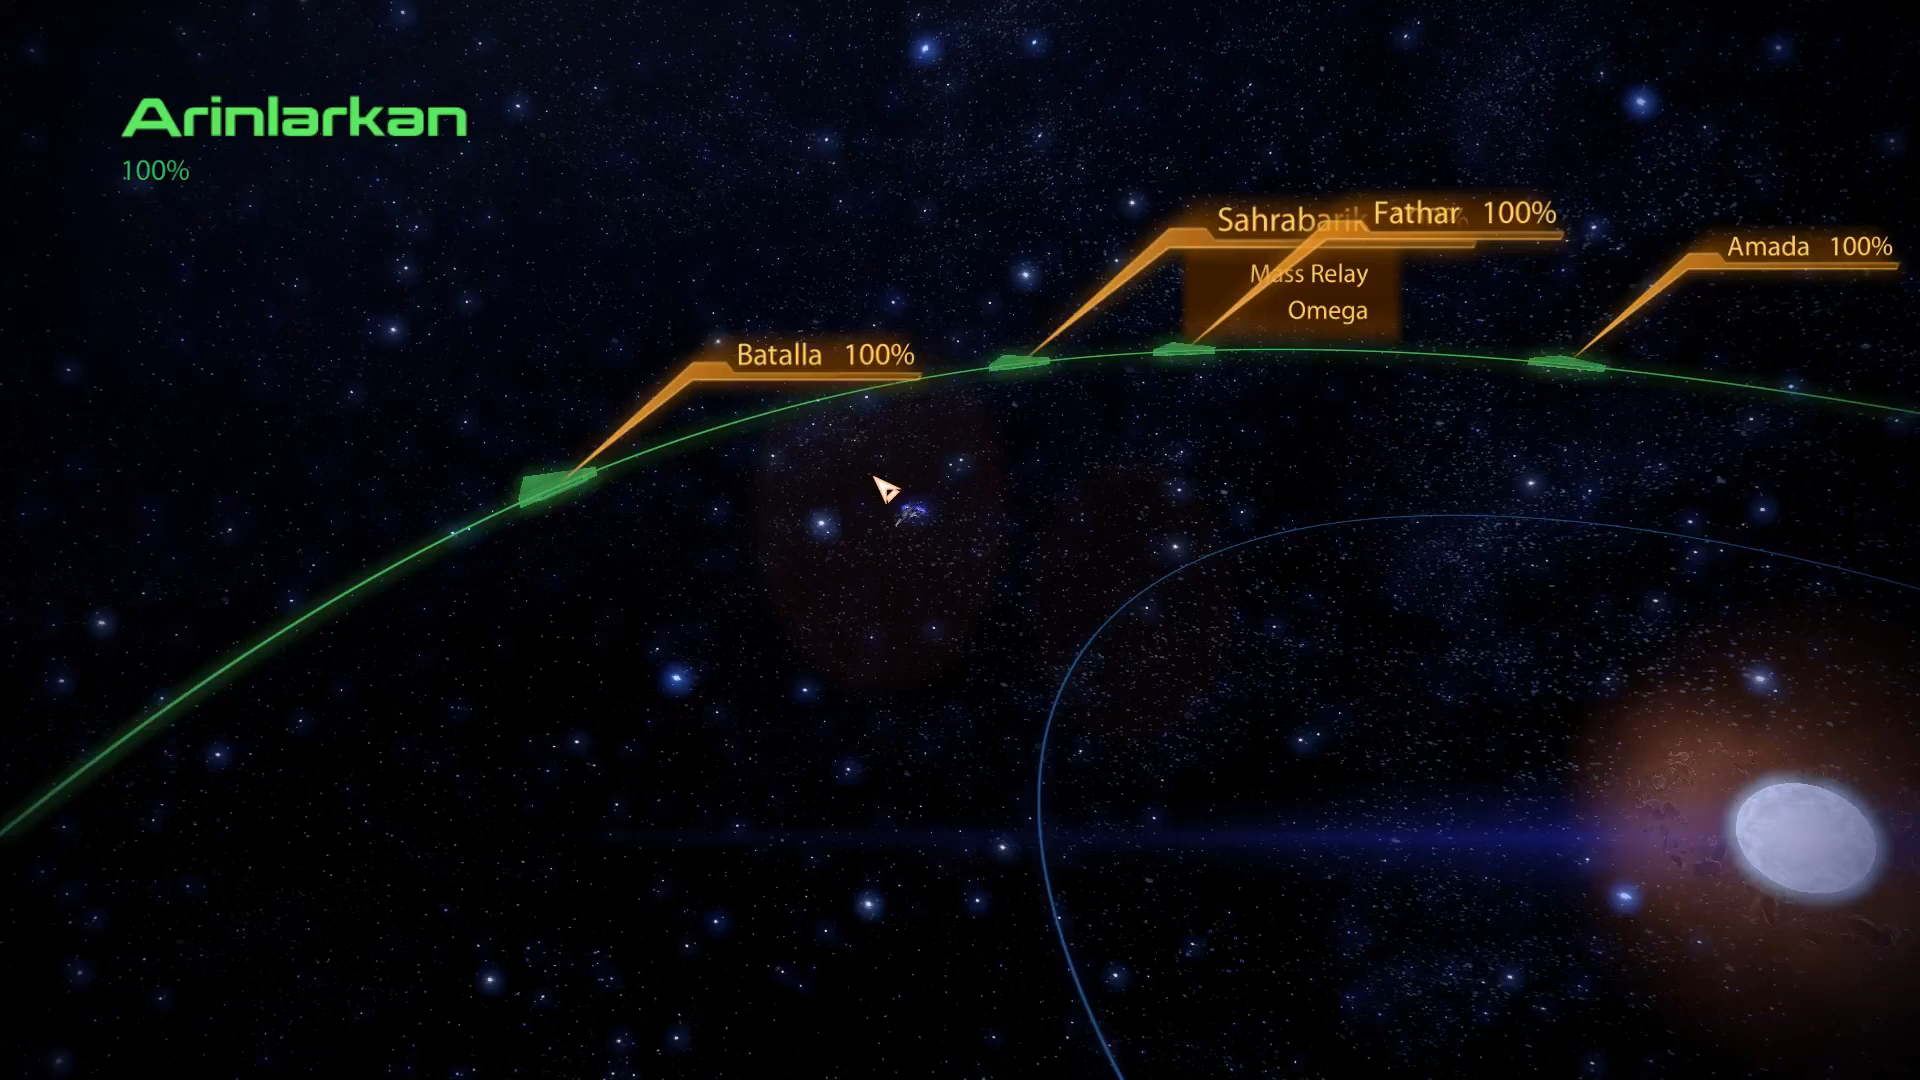 Arinlarkan
100%
Sahrabarik
Fathar 100%
Mass Relay
Omega
Amada 100%
Batalla 100%